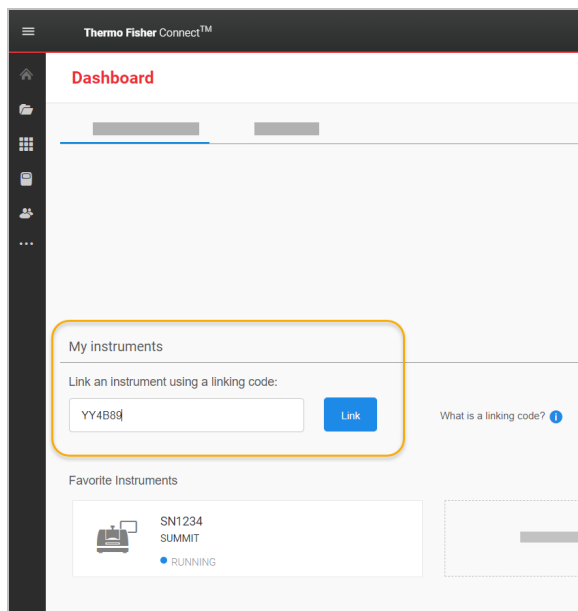 Thermo Fisher Connect™
Dashboard
My instruments
Link an instrument using a linking code:
YY4B89
Link
What is a linking code?
Favorite Instruments
SN1234
SUMMIT
RUNNING